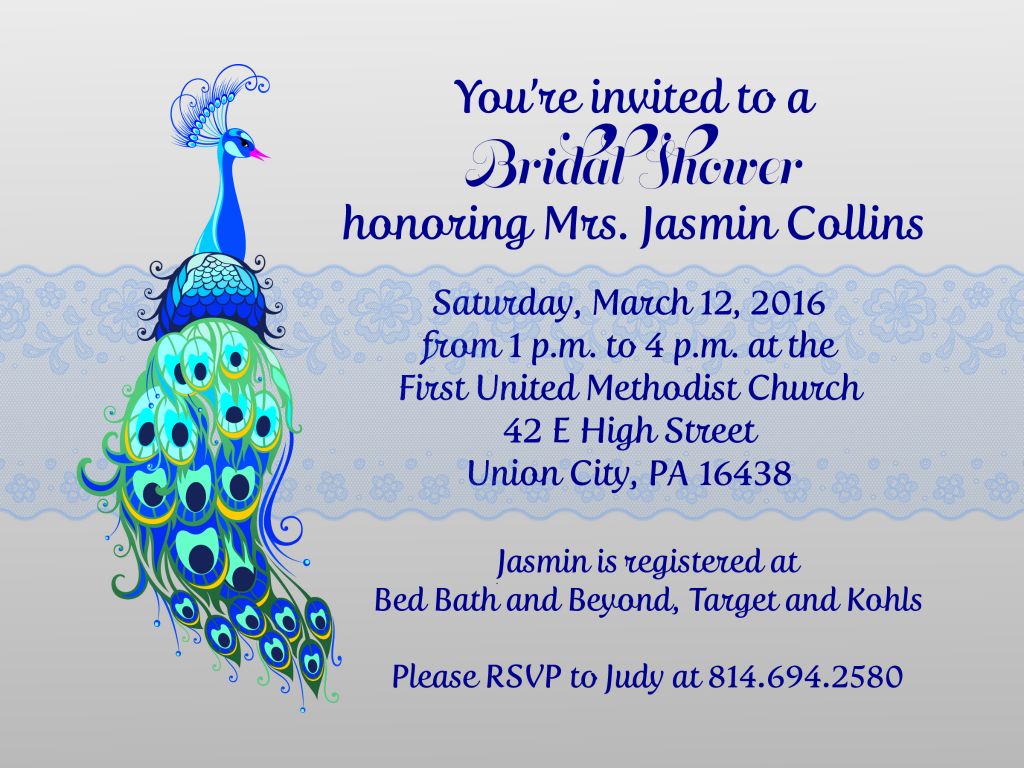 You're invited to a
Bridal Shower
honoring Mrs. Jasmin Collins
Saturday, March 12, 2016
from 1 p.m. to 4 p.m. at the
First United Methodist Church
42 E High Street
Union City, PA 16438
Jasmin is registered at
Bed Bath and Beyond, Target and Kohls
Please RSVP to Judy at 814.694.2580